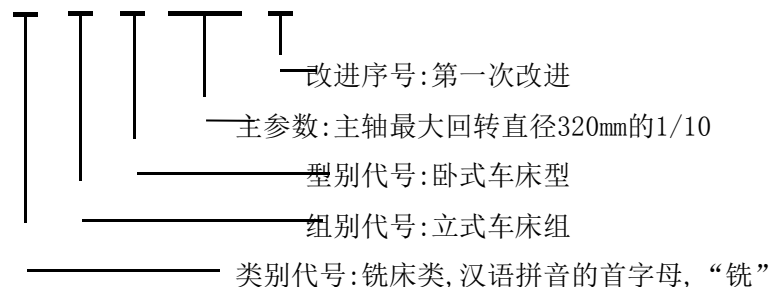 改进序号:第一次改进
主参数:主轴最大回转直径320mm的1/10
型别代号:卧式车床型
组别代号:立式车床组
类别代号:铣床类,汉语拼音的首字母,“铣”